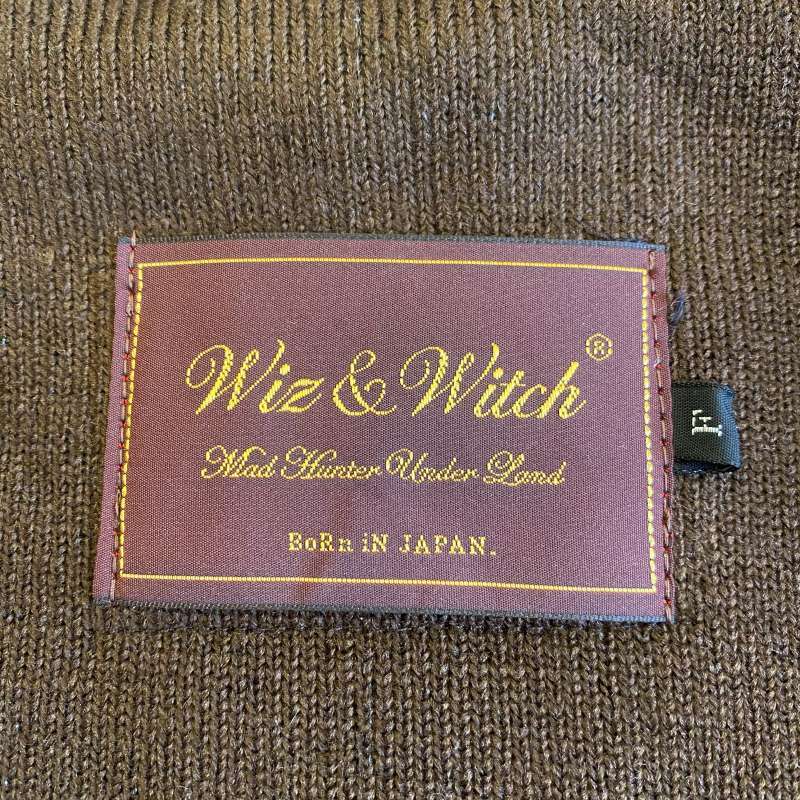 Wiz & Witch®
Mad Hunter Under Land
BoRn iN JAPAN.
F